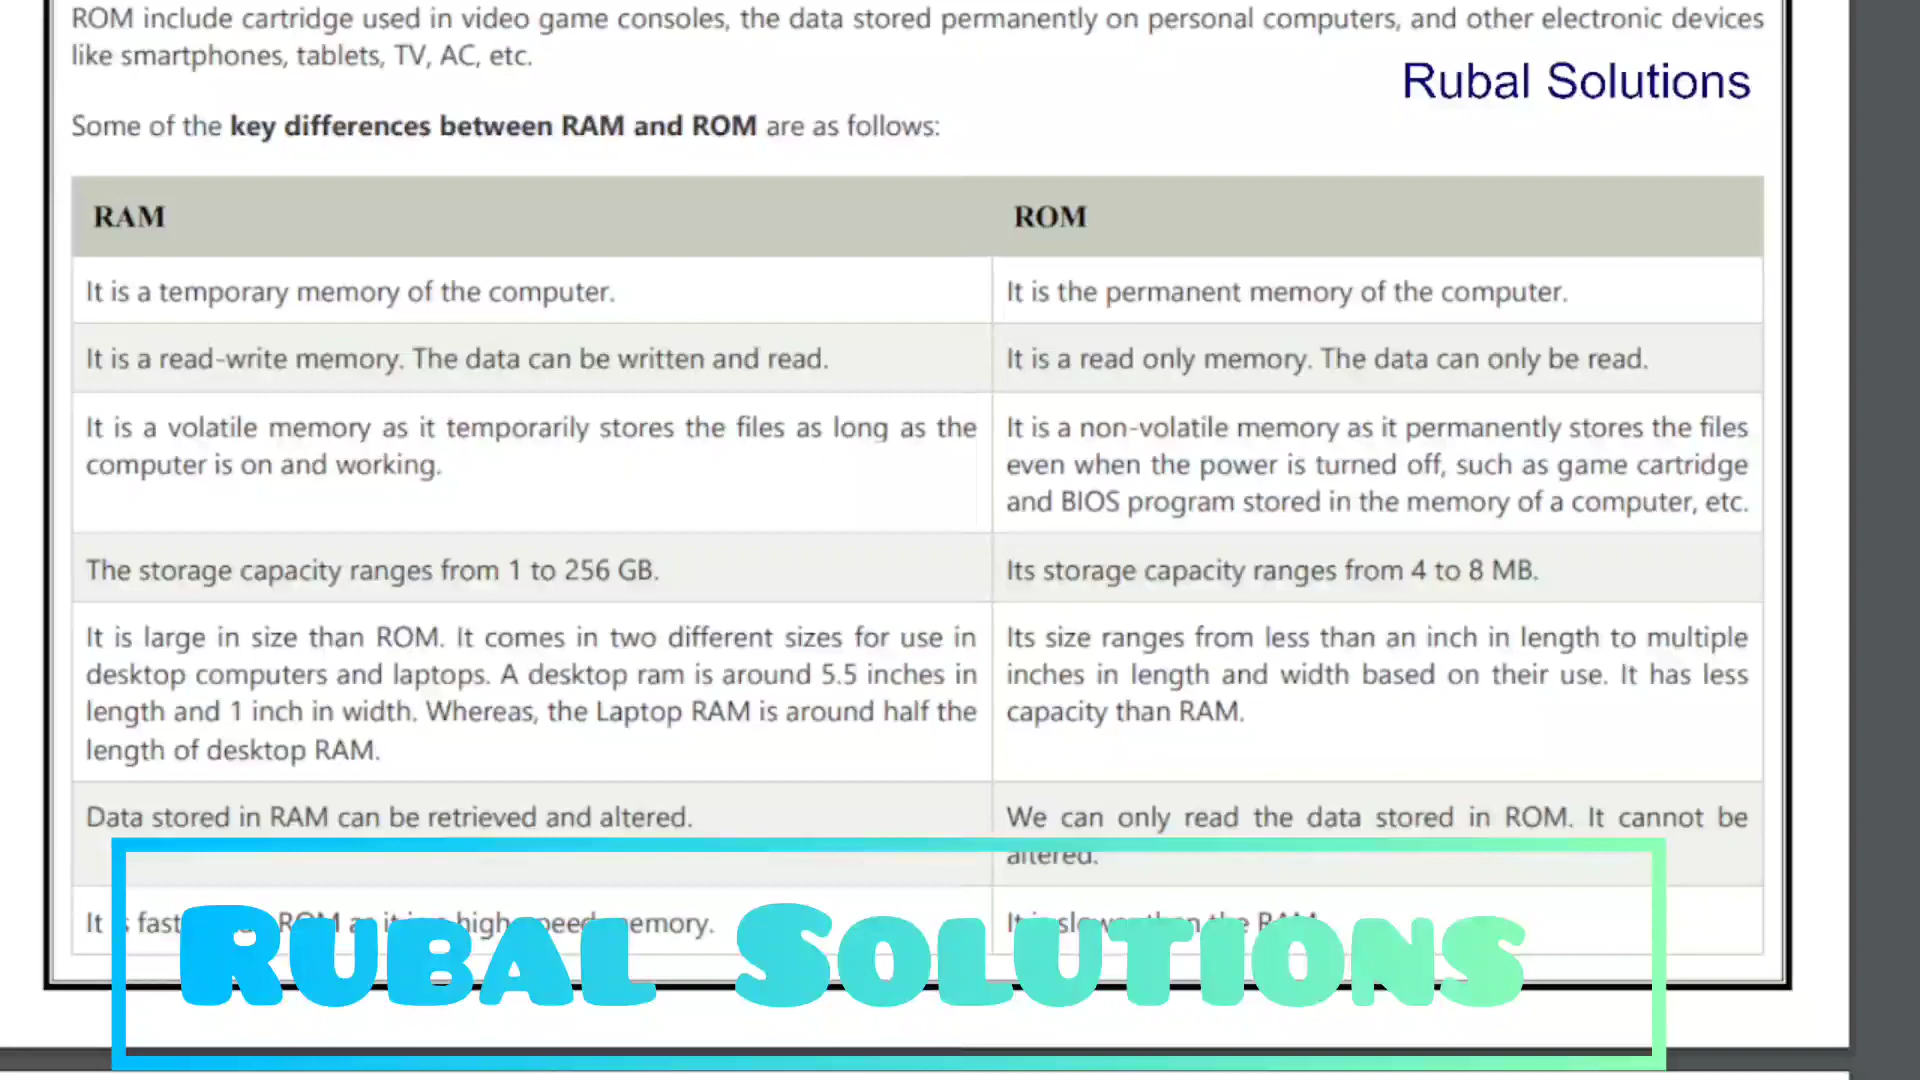 ROM include cartridge used in video game consoles, the data stored permanently on personal computers, and other electronic devices
like smartphones, tablets, TV, AC, etc.
Rubal Solutions
Some of the key differences between RAM and ROM are as follows:
RAM
ROM
It is a temporary memory of the computer.
It is the permanent memory of the computer.
It is a read-write memory. The data can be written and read.
It is a read only memory. The data can only be read.
It is a volatile memory as it temporarily stores the files as long as the
computer is on and working.
It is a non-volatile memory as it permanently stores the files
even when the power is turned off, such as game cartridge
and BIOS program stored in the memory of a computer, etc.
The storage capacity ranges from 1 to 256 GB.
Its storage capacity ranges from 4 to 8 MB.
It is large in size than ROM. It comes in two different sizes for use in
desktop computers and laptops. A desktop ram is around 5.5 inches in
length and 1 inch in width. Whereas, the Laptop RAM is around half the
length of desktop RAM.
Its size ranges from less than an inch in length to multiple
inches in length and width based on their use. It has less
capacity than RAM.
Data stored in RAM can be retrieved and altered.
We can only read the data stored in ROM. It cannot be
altered.
It ROM high memory.
It the RAM
Rubal Solutions